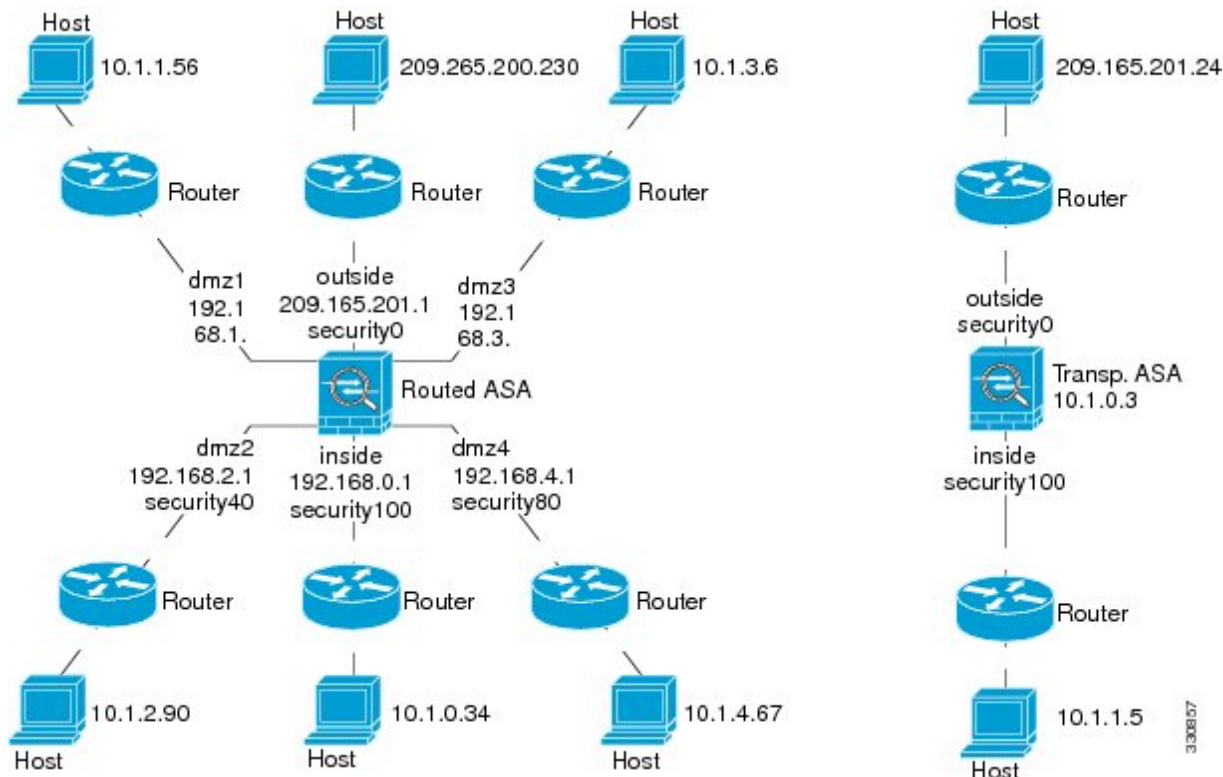 Host
10.1.1.56
Host
209.265.200.230
Host
10.1.3.6
Host
209.165.201.24
Router
Router
Router
Router
dmz1
192.1
68.1.
outside
209.165.201.1
security0
dmz3
192.1
68.3.
outside
security0
Routed ASA
Transp. ASA
10.1.0.3
dmz2
192.168.2.1
security40
inside
192.168.0.1
security100
dmz4
192.168.4.1
security80
inside
security100
Router
Router
Router
Router
10.1.2.90
Host
10.1.0.34
Host
10.1.4.67
Host
10.1.1.5
Host
330857